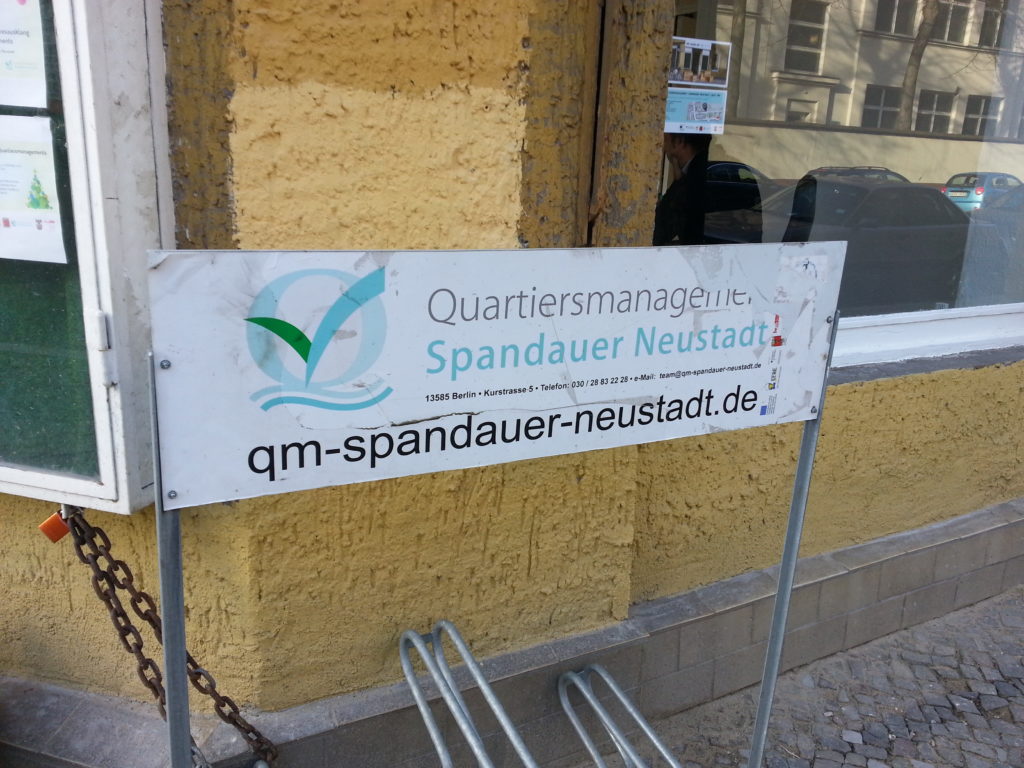 Quartiersmanagemen
Spandauer Neustadt
13585 Berlin • Kurstrasse 5 • Telefon: 030 / 28 83 22 28 • e-Mail: team@qm-spandauer-neustadt.de
qm-spandauer-neustadt.de